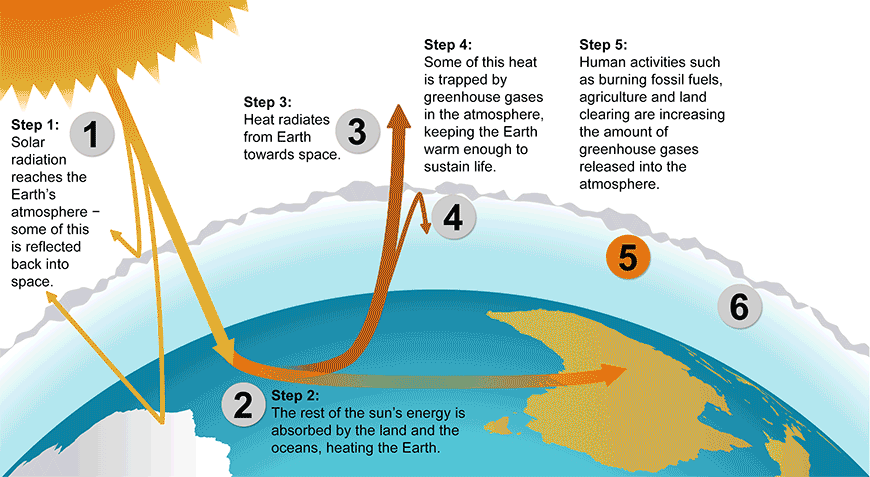 Step 1:
Solar
radiation
reaches the
Earth's
atmosphere −
some of this
is reflected
back into
space.
1
Step 2:
The rest of the sun's energy is
absorbed by the land and the
oceans, heating the Earth.
2
Step 3:
Heat radiates
from Earth
towards space.
3
Step 4:
Some of this heat
is trapped by
greenhouse gases
in the atmosphere,
keeping the Earth
warm enough to
sustain life.
4
Step 5:
Human activities such
as burning fossil fuels,
agriculture and land
clearing are increasing
the amount of
greenhouse gases
released into the
atmosphere.
5
6